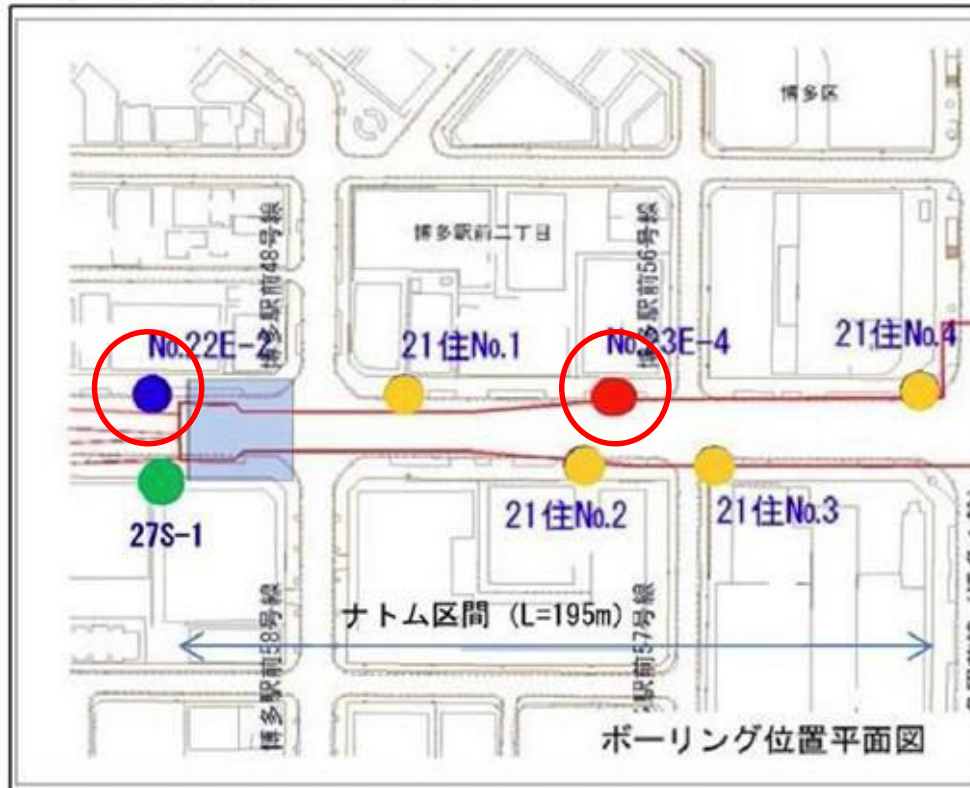 博多区
博多駅前二丁目
博多駅前48号線
博多駅前56号線
No.22E-2
21住No.1
No.23E-4
21住No.4
27S-1
21住No.2
21住No.3
ナトム区間 (L=195m)
博多駅前58号線
駅前57号線
ボーリング位置平面図